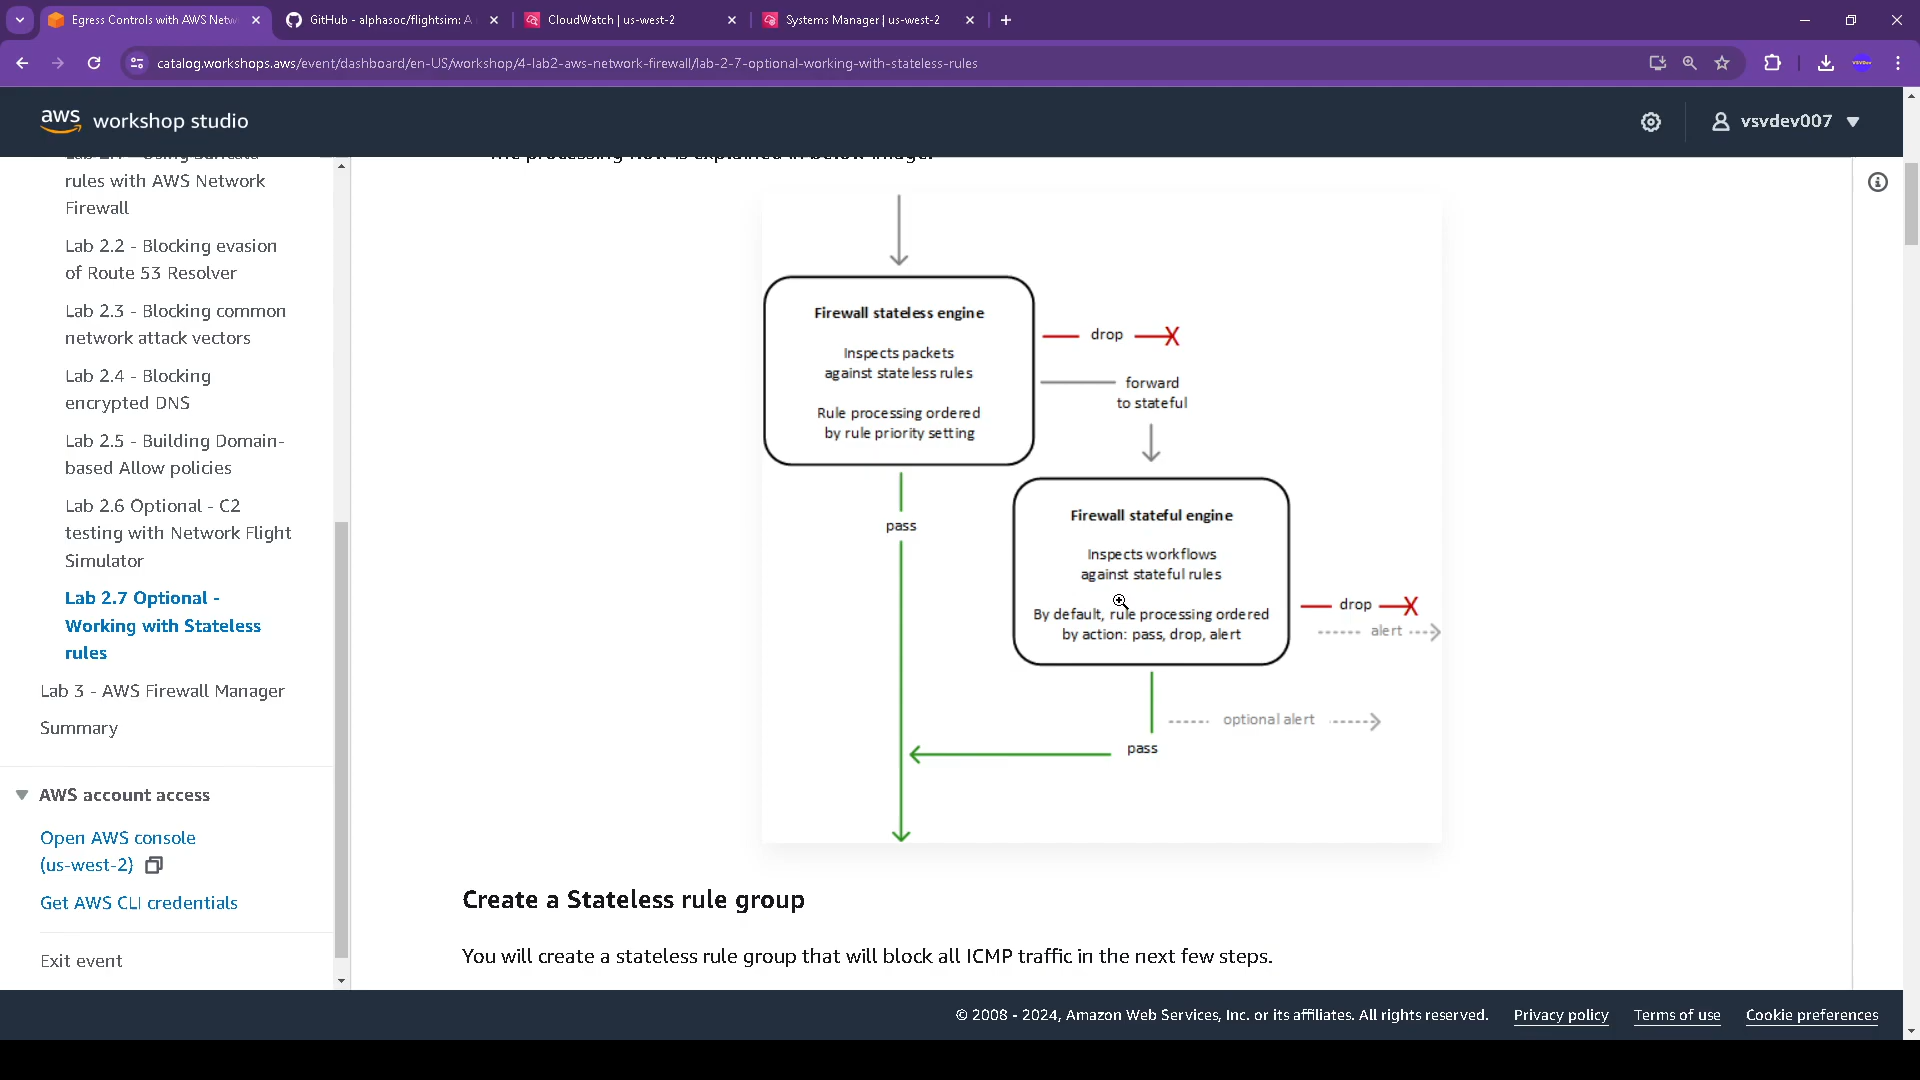 Egress Controls with AWS Netw
GitHub - alphasoc/flightsim: A
CloudWatch | us-west-2
Systems Manager | us-west-2
catalog.workshops.aws/event/dashboard/en-US/workshop/4-lab2-aws-network-firewall/lab-2-7-optional-working-with-stateless-rules
aws workshop studio
vsvdev007
rules with AWS Network
Firewall
Lab 2.2 - Blocking evasion
of Route 53 Resolver
Lab 2.3 - Blocking common
network attack vectors
Lab 2.4 - Blocking
encrypted DNS
Lab 2.5 - Building Domain-
based Allow policies
Lab 2.6 Optional - C2
testing with Network Flight
Simulator
Lab 2.7 Optional -
Working with Stateless
rules
Lab 3 - AWS Firewall Manager
Summary
AWS account access
Open AWS console
(us-west-2)
Get AWS CLI credentials
Exit event
The processing flow is explained in below image.
Firewall stateless engine
Inspects packets
against stateless rules
Rule processing ordered
by rule priority setting
drop
forward
to stateful
pass
Firewall stateful engine
Inspects workflows
against stateful rules
By default, rule processing ordered
by action: pass, drop, alert
drop
alert
optional alert
pass
Create a Stateless rule group
You will create a stateless rule group that will block all ICMP traffic in the next few steps.
© 2008 - 2024, Amazon Web Services, Inc. or its affiliates. All rights reserved.
Privacy policy
Terms of use
Cookie preferences